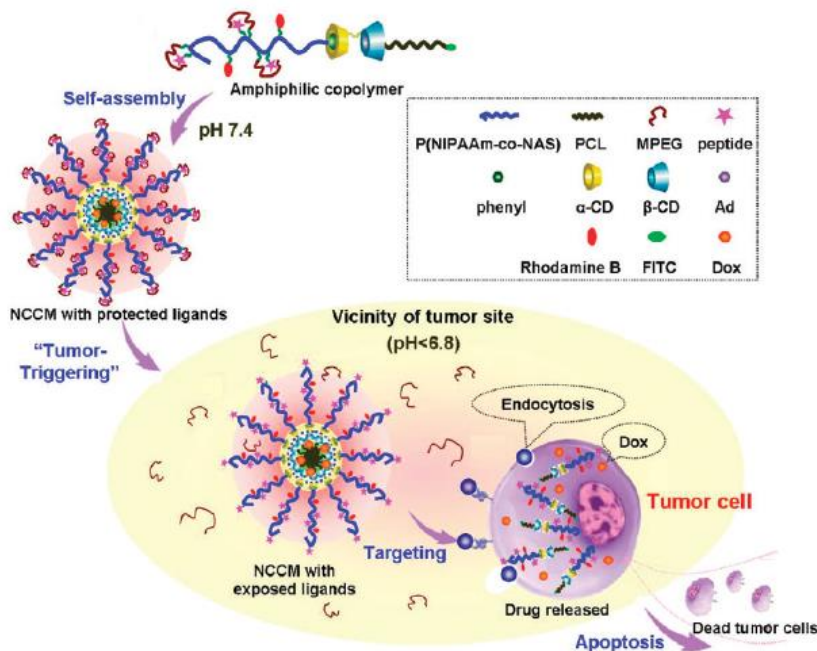 Amphiphilic copolymer
Self-assembly
pH 7.4
P(NIPAAm-co-NAS) PCL MPEG peptide
phenyl α-CD β-CD Ad
Rhodamine B FITC Dox
NCCM with protected ligands
"Tumor-
Triggering"
Vicinity of tumor site
(pH<6.8)
Endocytosis
Dox
Tumor cell
Targeting
NCCM with
exposed ligands
Drug released
Dead tumor cells
Apoptosis